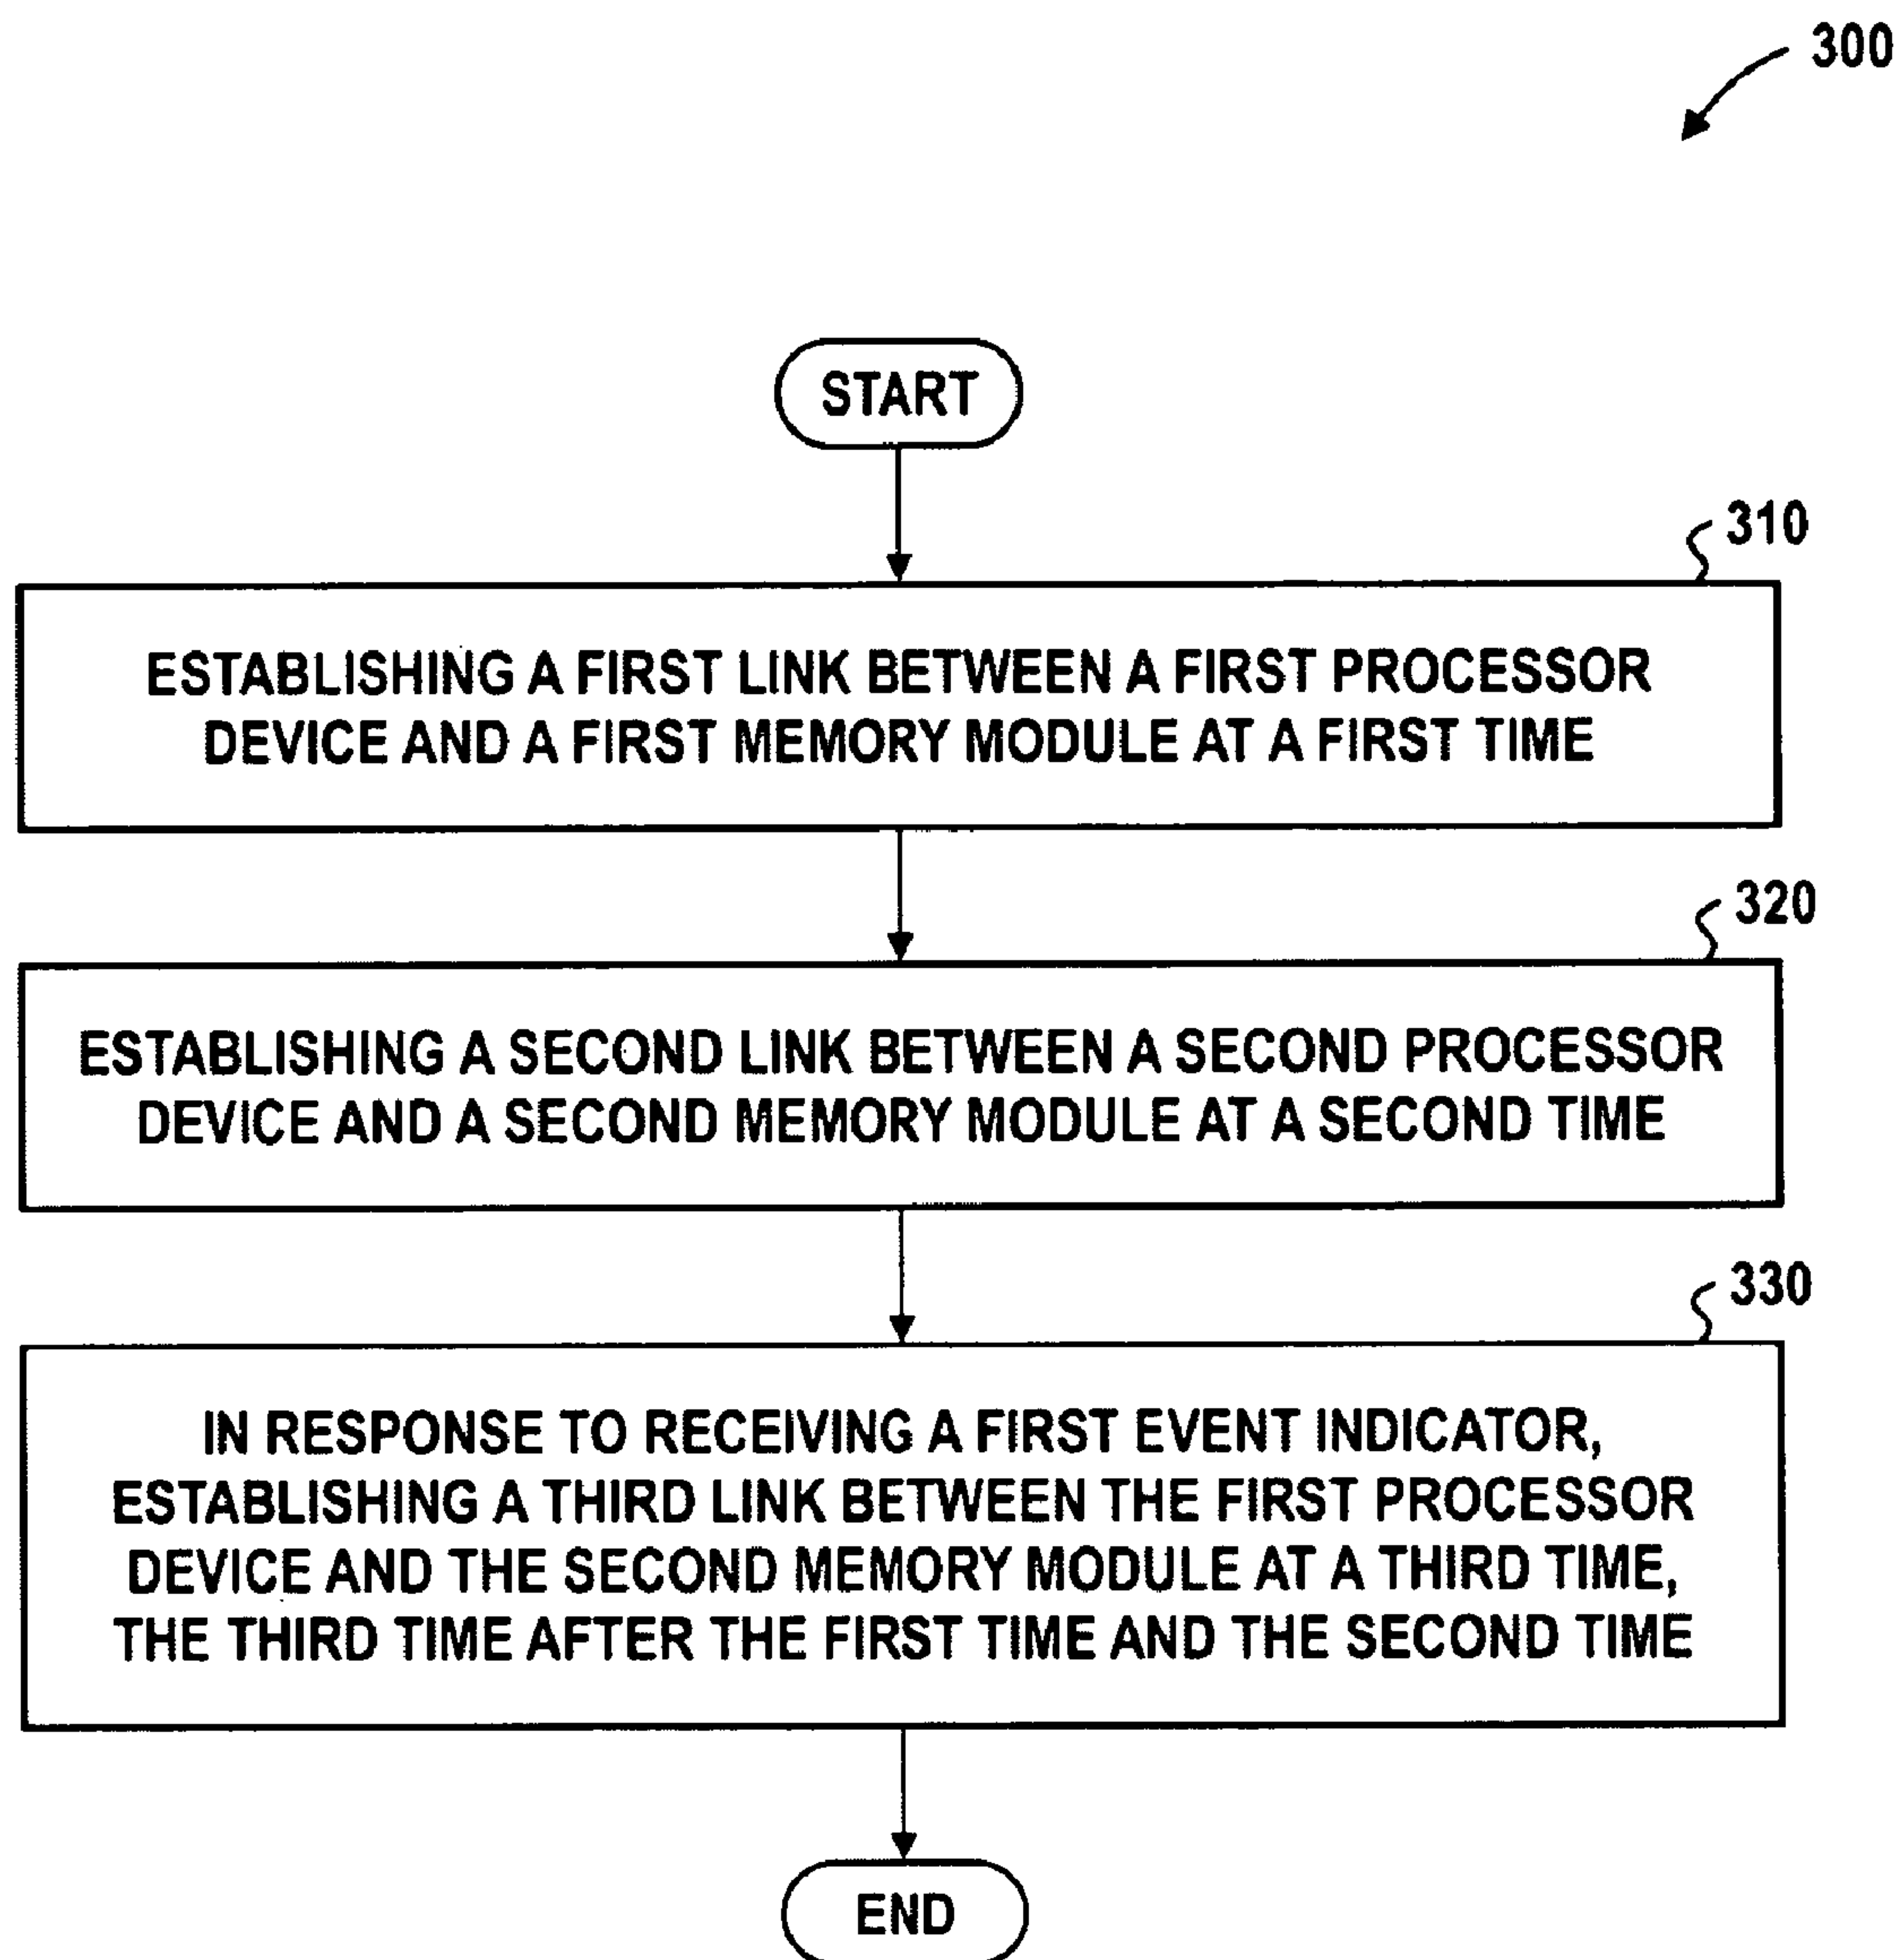 300
START
310
ESTABLISHING A FIRST LINK BETWEEN A FIRST PROCESSOR
DEVICE AND A FIRST MEMORY MODULE AT A FIRST TIME
320
ESTABLISHING A SECOND LINK BETWEEN A SECOND PROCESSOR
DEVICE AND A SECOND MEMORY MODULE AT A SECOND TIME
330
IN RESPONSE TO RECEIVING A FIRST EVENT INDICATOR,
ESTABLISHING A THIRD LINK BETWEEN THE FIRST PROCESSOR
DEVICE AND THE SECOND MEMORY MODULE AT A THIRD TIME,
THE THIRD TIME AFTER THE FIRST TIME AND THE SECOND TIME
END